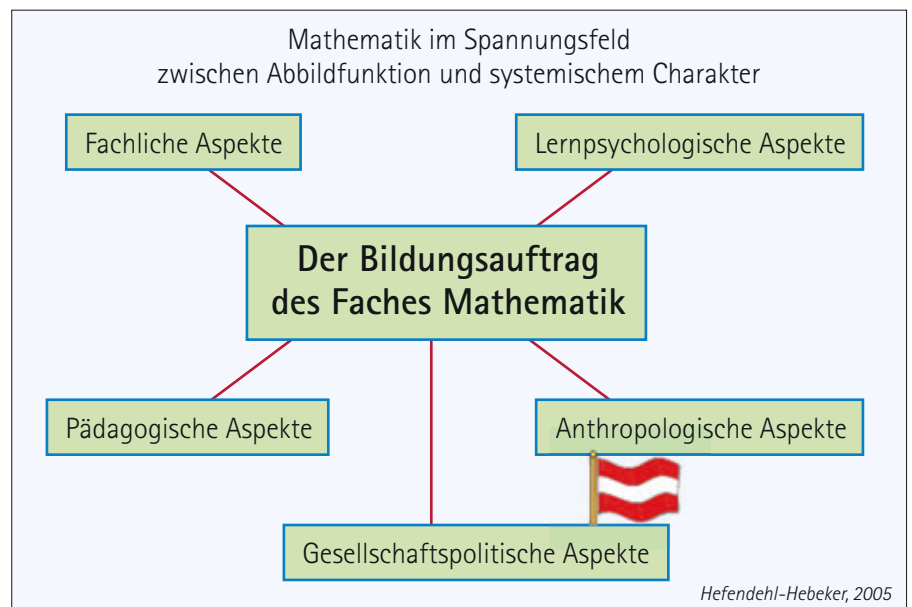 Mathematik im Spannungsfeld
zwischen Abbildfunktion und systemischem Charakter
Fachliche Aspekte
Lernpsychologische Aspekte
Der Bildungsauftrag
des Faches Mathematik
Pädagogische Aspekte
Anthropologische Aspekte
Gesellschaftspolitische Aspekte
Hefendehl-Hebeker, 2005